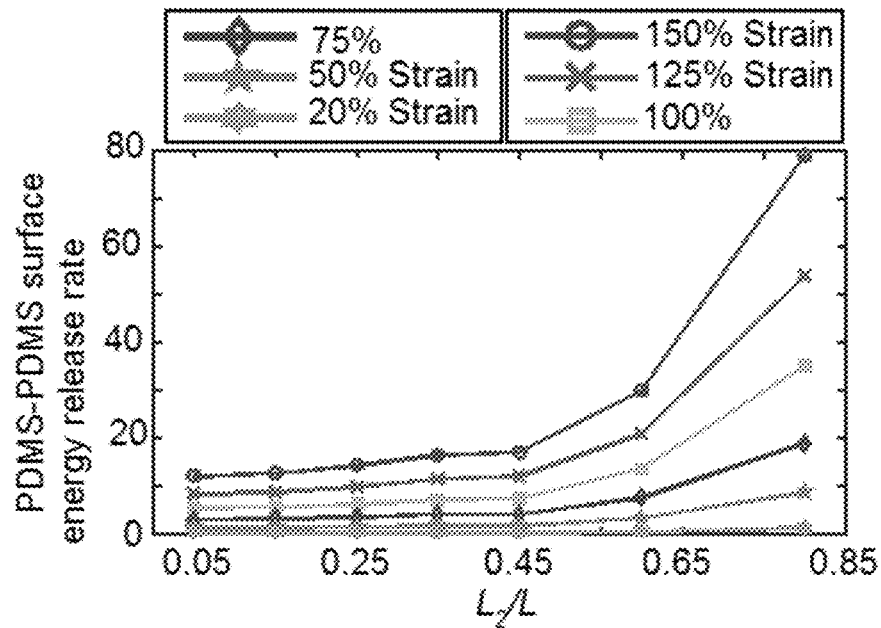 75%
50% Strain
20% Strain
150% Strain
125% Strain
100%
PDMS-PDMS surface
energy release rate
80
60
40
20
0
0.05 0.25 0.45 0.65 0.85
L₂/L